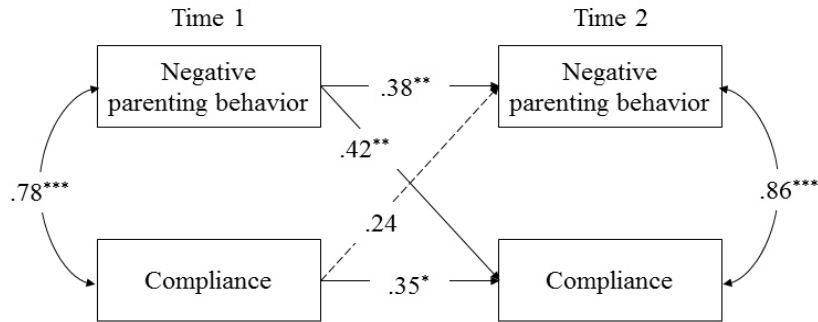 Time 1
Time 2
Negative
parenting behavior
.38**
Negative
parenting behavior
.42**
.78***
.86***
.24
Compliance
.35*
Compliance